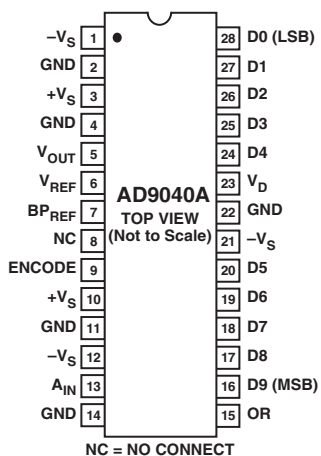 –VS 1 28 D0 (LSB)
GND 2 27 D1
+VS 3 26 D2
GND 4 25 D3
VOUT 5 24 D4
VREF 6 23 VD
BPREF 7 22 GND
NC 8 21 –VS
ENCODE 9 20 D5
+VS 10 19 D6
GND 11 18 D7
–VS 12 17 D8
AIN 13 16 D9 (MSB)
GND 14 15 OR
AD9040A
TOP VIEW
(Not to Scale)
NC = NO CONNECT